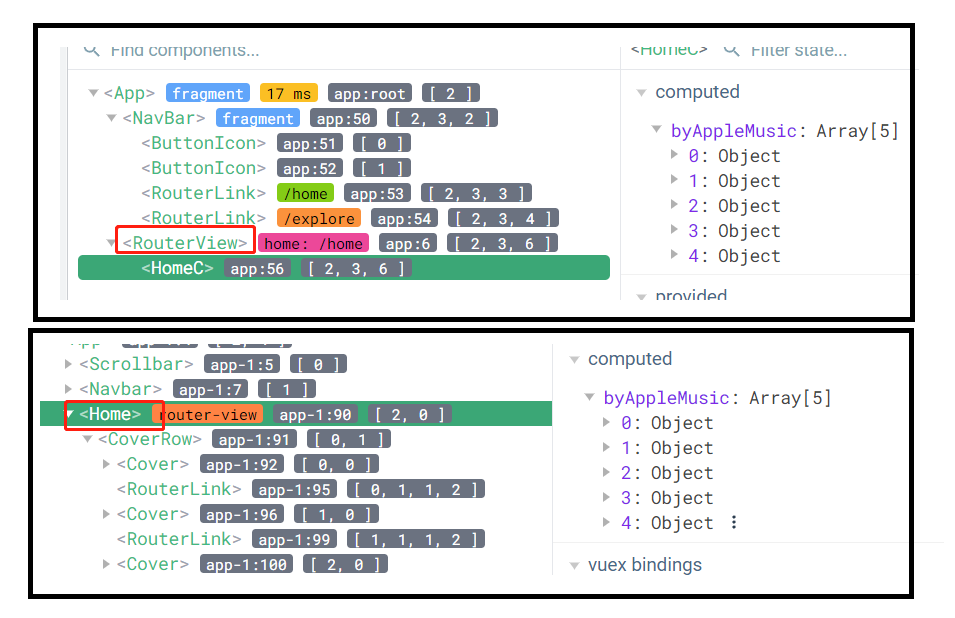 Find components...
<App> fragment 17 ms app:root [ 2 ]
<NavBar> fragment app:50 [ 2, 3, 2 ]
<ButtonIcon> app:51 [ 0 ]
<ButtonIcon> app:52 [ 1 ]
<RouterLink> /home app:53 [ 2, 3, 3 ]
<RouterLink> /explore app:54 [ 2, 3, 4 ]
<RouterView> home: /home app:6 [ 2, 3, 6 ]
<HomeC> app:56 [ 2, 3, 6 ]
<HomeC> Filter state...
computed
byAppleMusic: Array[5]
0: Object
1: Object
2: Object
3: Object
4: Object
provided
<Scrollbar> app-1:5 [ 0 ]
<Navbar> app-1:7 [ 1 ]
<Home> router-view app-1:90 [ 2, 0 ]
<CoverRow> app-1:91 [ 0, 1 ]
<Cover> app-1:92 [ 0, 0 ]
<RouterLink> app-1:95 [ 0, 1, 1, 2 ]
<Cover> app-1:96 [ 1, 0 ]
<RouterLink> app-1:99 [ 1, 1, 1, 2 ]
<Cover> app-1:100 [ 2, 0 ]
computed
byAppleMusic: Array[5]
0: Object
1: Object
2: Object
3: Object
4: Object
vuex bindings